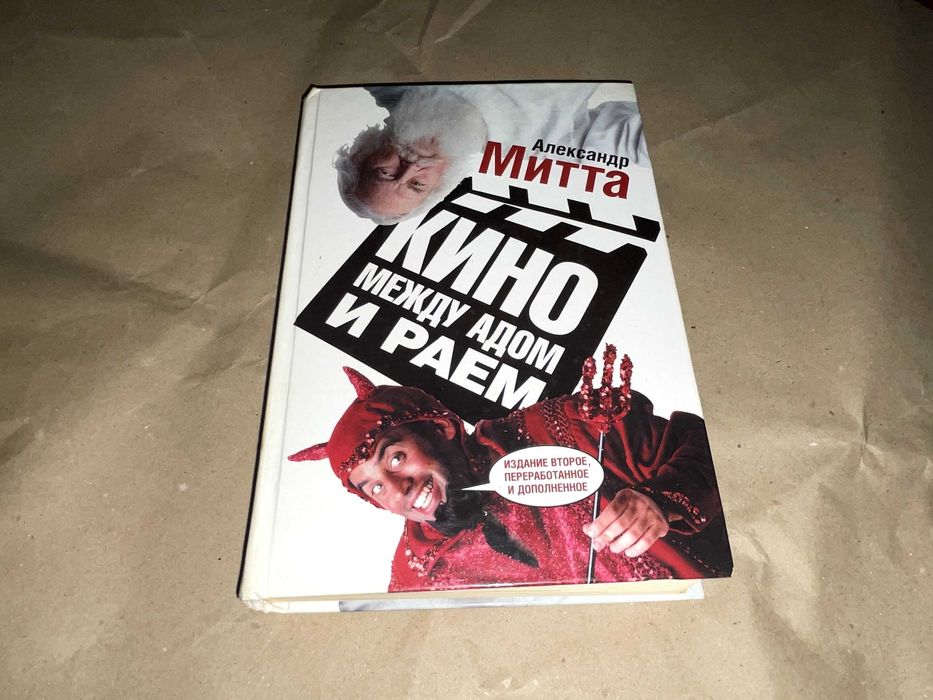 Александр
Митта
КИНО
МЕЖДУ АДОМ
И РАЕМ
ИЗДАНИЕ ВТОРОЕ,
ПЕРЕРАБОТАННОЕ
И ДОПОЛНЕННОЕ